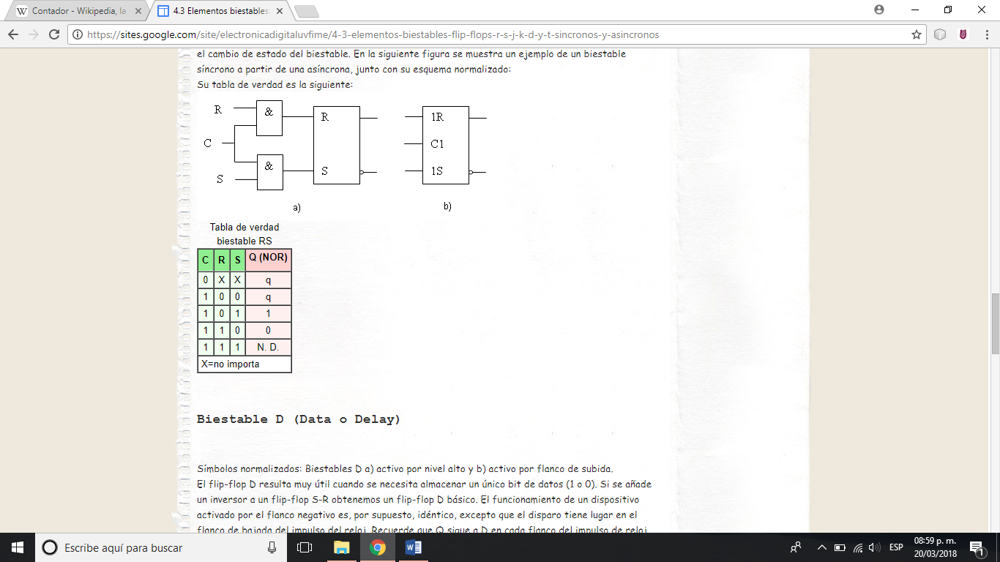 Contador - Wikipedia, la
4.3 Elementos biestables
https://sites.google.com/site/electronicadigitaluvfime/4-3-elementos-biestables-flip-flops-r-s-j-k-d-y-t-sincronos-y-asincronos
el cambio de estado del biestable. En la siguiente figura se muestra un ejemplo de un biestable
síncrono a partir de una asíncrona, junto con su esquema normalizado:
Su tabla de verdad es la siguiente:
R & R 1R
C C1
S & S 1S
a) b)
Tabla de verdad
biestable RS
C R S Q (NOR)
0 X X q
1 0 0 q
1 0 1 1
1 1 0 0
1 1 1 N. D.
X=no importa
Biestable D (Data o Delay)
Símbolos normalizados: Biestables D a) activo por nivel alto y b) activo por flanco de subida.
El flip-flop D resulta muy útil cuando se necesita almacenar un único bit de datos (1 o 0). Si se añade
un inversor a un flip-flop S-R obtenemos un flip-flop D básico. El funcionamiento de un dispositivo
activado por el flanco negativo es, por supuesto, idéntico, excepto que el disparo tiene lugar en el
flanco de bajada del impulso del reloj. Recuerde que Q sigue a D en cada flanco del impulso de reloj
Escribe aquí para buscar
ESP
08:59 p. m.
20/03/2018
1